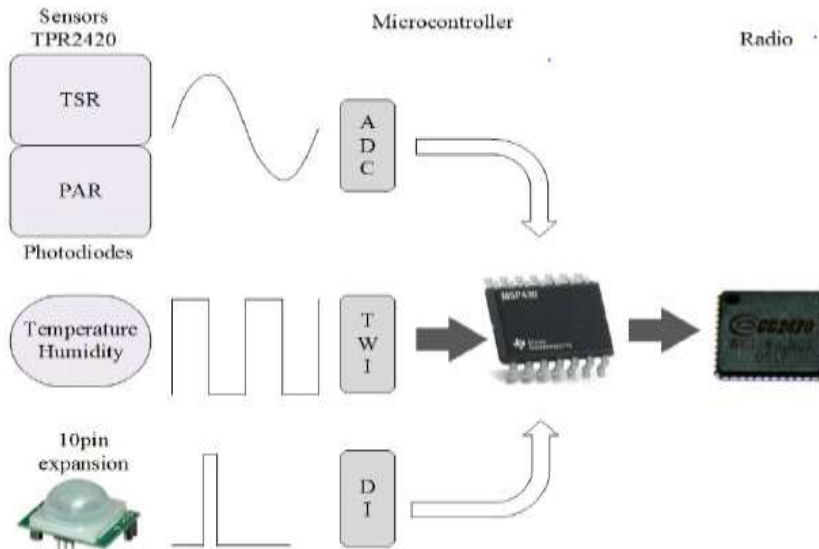 Sensors
TPR2420
Microcontroller
Radio
TSR
PAR
Photodiodes
A
D
C
Temperature
Humidity
T
W
I
MSP430
CC2420
10pin
expansion
D
I